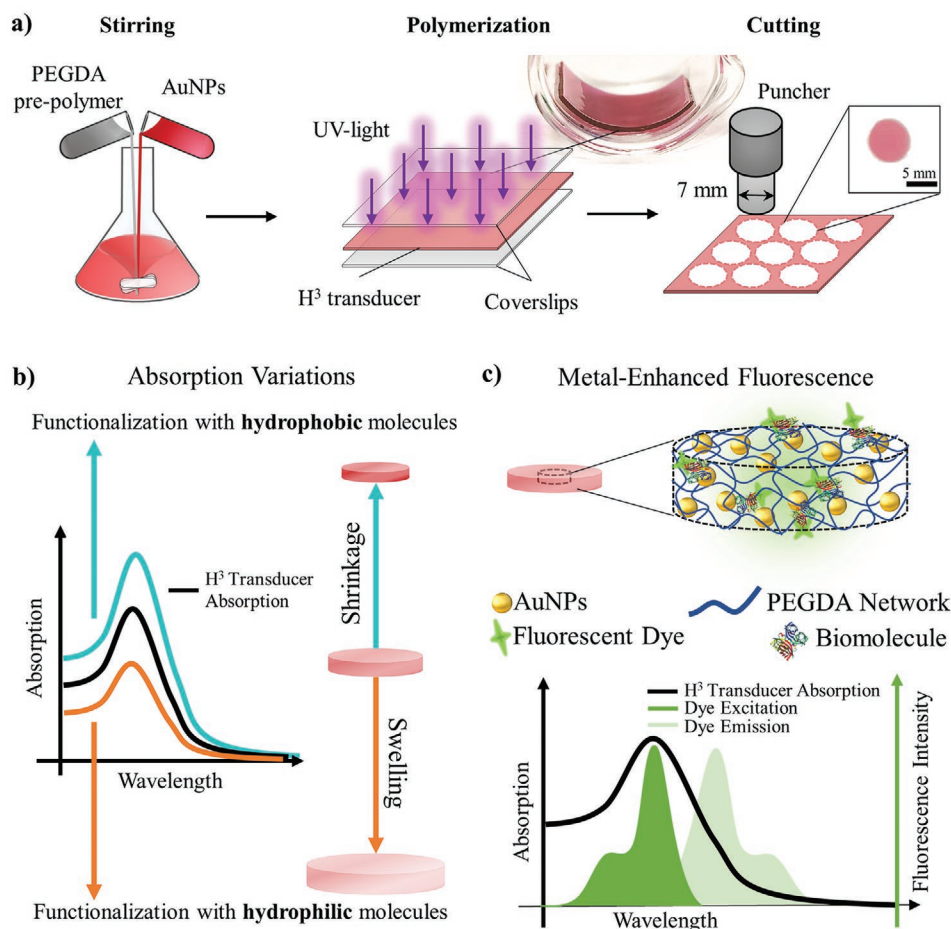 a)
Stirring
Polymerization
Cutting
PEGDA
pre-polymer
AuNPs
UV-light
Puncher
7 mm
5 mm
H³ transducer
Coverslips
b)
Absorption Variations
Functionalization with hydrophobic molecules
H³ Transducer
Absorption
Absorption
Wavelength
Shrinkage
Swelling
Functionalization with hydrophilic molecules
c)
Metal-Enhanced Fluorescence
AuNPs
PEGDA Network
Fluorescent Dye
Biomolecule
H³ Transducer Absorption
Dye Excitation
Dye Emission
Absorption
Fluorescence Intensity
Wavelength